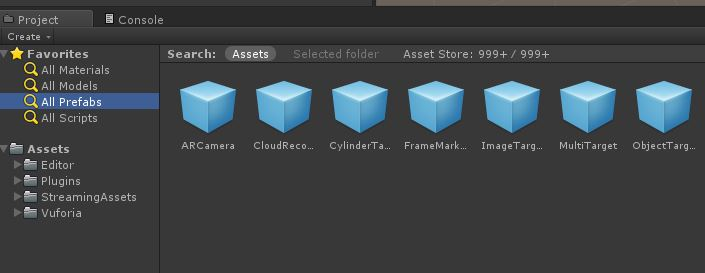 Project Console
Create
Favorites
All Materials
All Models
All Prefabs
All Scripts
Assets
Editor
Plugins
StreamingAssets
Vuforia
Search: Assets Selected folder Asset Store: 999+ / 999+
ARCamera CloudReco... CylinderTa... FrameMark... ImageTarg... MultiTarget ObjectTarg...